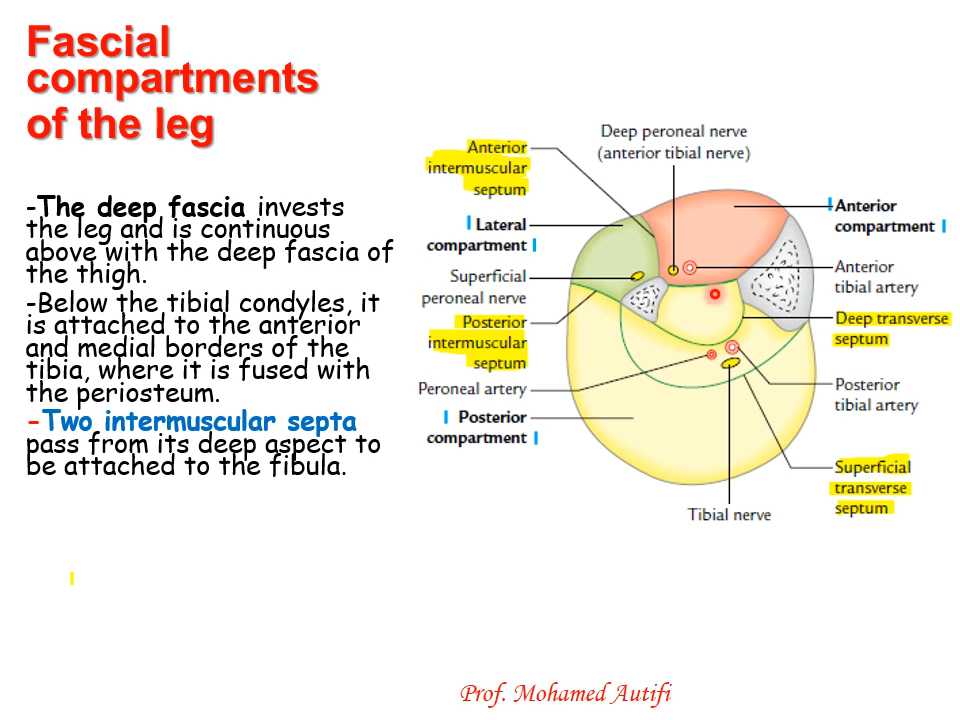 Fascial
compartments
of the leg
-The deep fascia invests
the leg and is continuous
above with the deep fascia of
the thigh.
-Below the tibial condyles, it
is attached to the anterior
and medial borders of the
tibia, where it is fused with
the periosteum.
-Two intermuscular septa
pass from its deep aspect to
be attached to the fibula.
Deep peroneal nerve
(anterior tibial nerve)
Anterior
intermuscular
septum
Lateral
compartment
Superficial
peroneal nerve
Posterior
intermuscular
septum
Peroneal artery
Posterior
compartment
Anterior
compartment
Anterior
tibial artery
Deep transverse
septum
Posterior
tibial artery
Superficial
transverse
septum
Tibial nerve
Prof. Mohamed Autifi